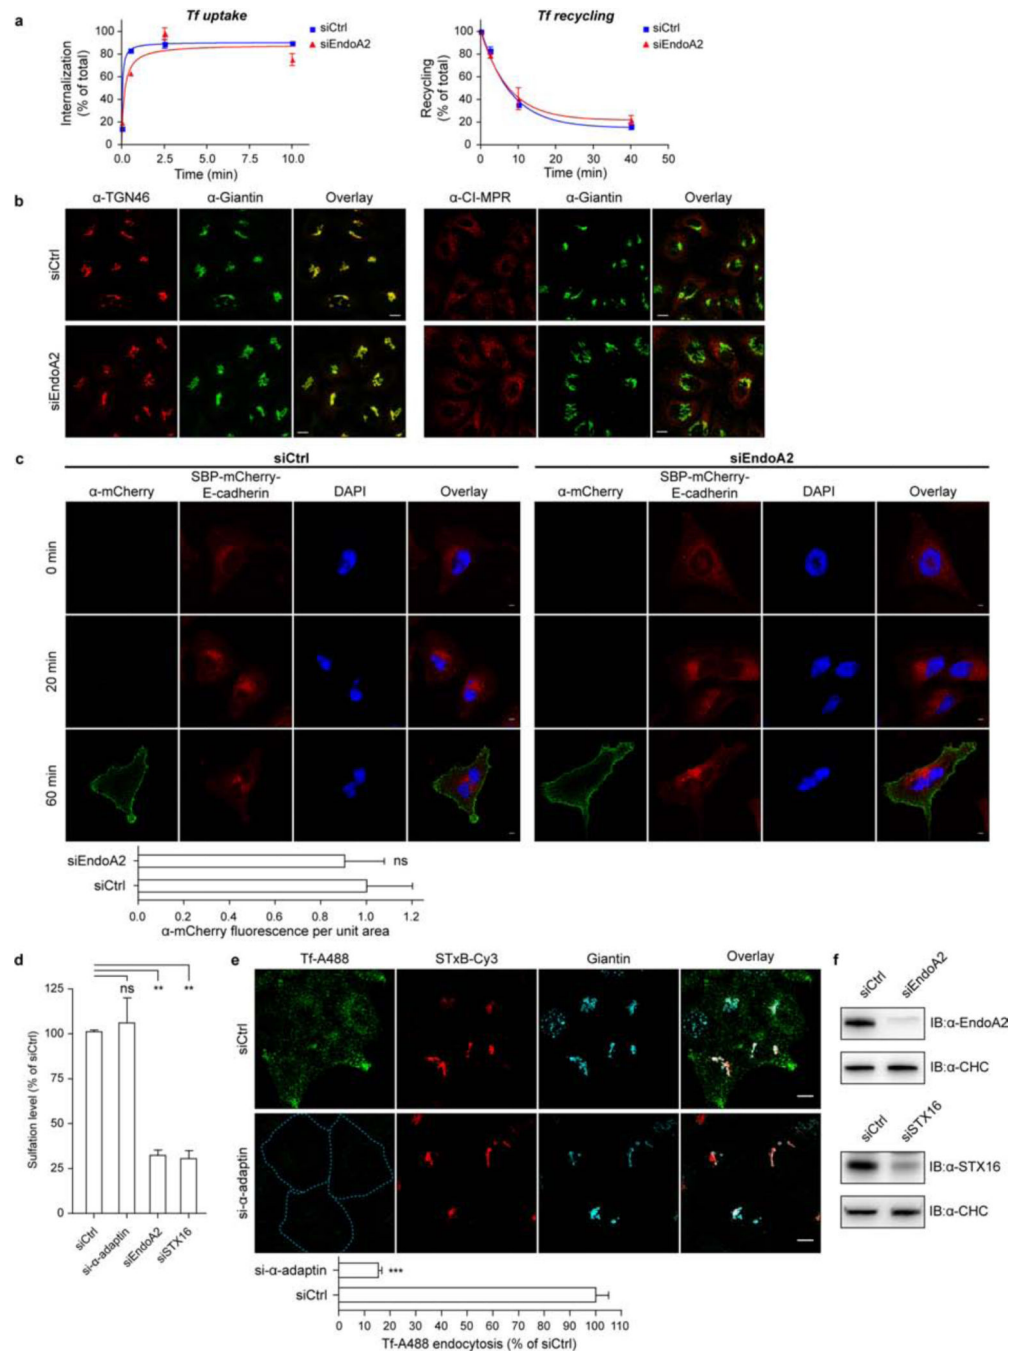 a
Tf uptake
siCtrl
siEndoA2
Internalization
(% of total)
100
80
60
40
20
0
0.0 2.5 5.0 7.5 10.0
Time (min)
Tf recycling
siCtrl
siEndoA2
Recycling
(% of total)
100
80
60
40
20
0
0 10 20 30 40 50
Time (min)
b
α-TGN46 α-Giantin Overlay α-CI-MPR α-Giantin Overlay
siCtrl
siEndoA2
c
siCtrl siEndoA2
α-mCherry SBP-mCherry-E-cadherin DAPI Overlay α-mCherry SBP-mCherry-E-cadherin DAPI Overlay
0 min
20 min
60 min
siEndoA2 ns
siCtrl
0.0 0.2 0.4 0.6 0.8 1.0 1.2
α-mCherry fluorescence per unit area
d
ns ** **
Sulfation level (% of siCtrl)
125
100
75
50
25
0
siCtrl si-α-adaptin siEndoA2 siSTX16
e
Tf-A488 STxB-Cy3 Giantin Overlay
siCtrl
si-α-adaptin
si-α-adaptin ***
siCtrl
0 10 20 30 40 50 60 70 80 90 100 110
Tf-A488 endocytosis (% of siCtrl)
f
siCtrl siEndoA2
IB:α-EndoA2
IB:α-CHC
siCtrl siSTX16
IB:α-STX16
IB:α-CHC